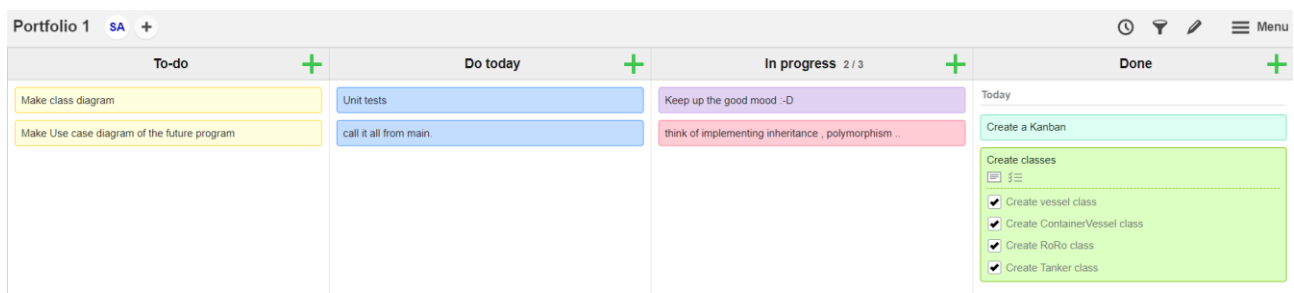 Portfolio 1 SA + Menu
To-do
Make class diagram
Make Use case diagram of the future program
Do today
Unit tests
call it all from main.
In progress 2 / 3
Keep up the good mood :-D
think of implementing inheritance , polymorphism ..
Done
Today
Create a Kanban
Create classes
Create vessel class
Create ContainerVessel class
Create RoRo class
Create Tanker class